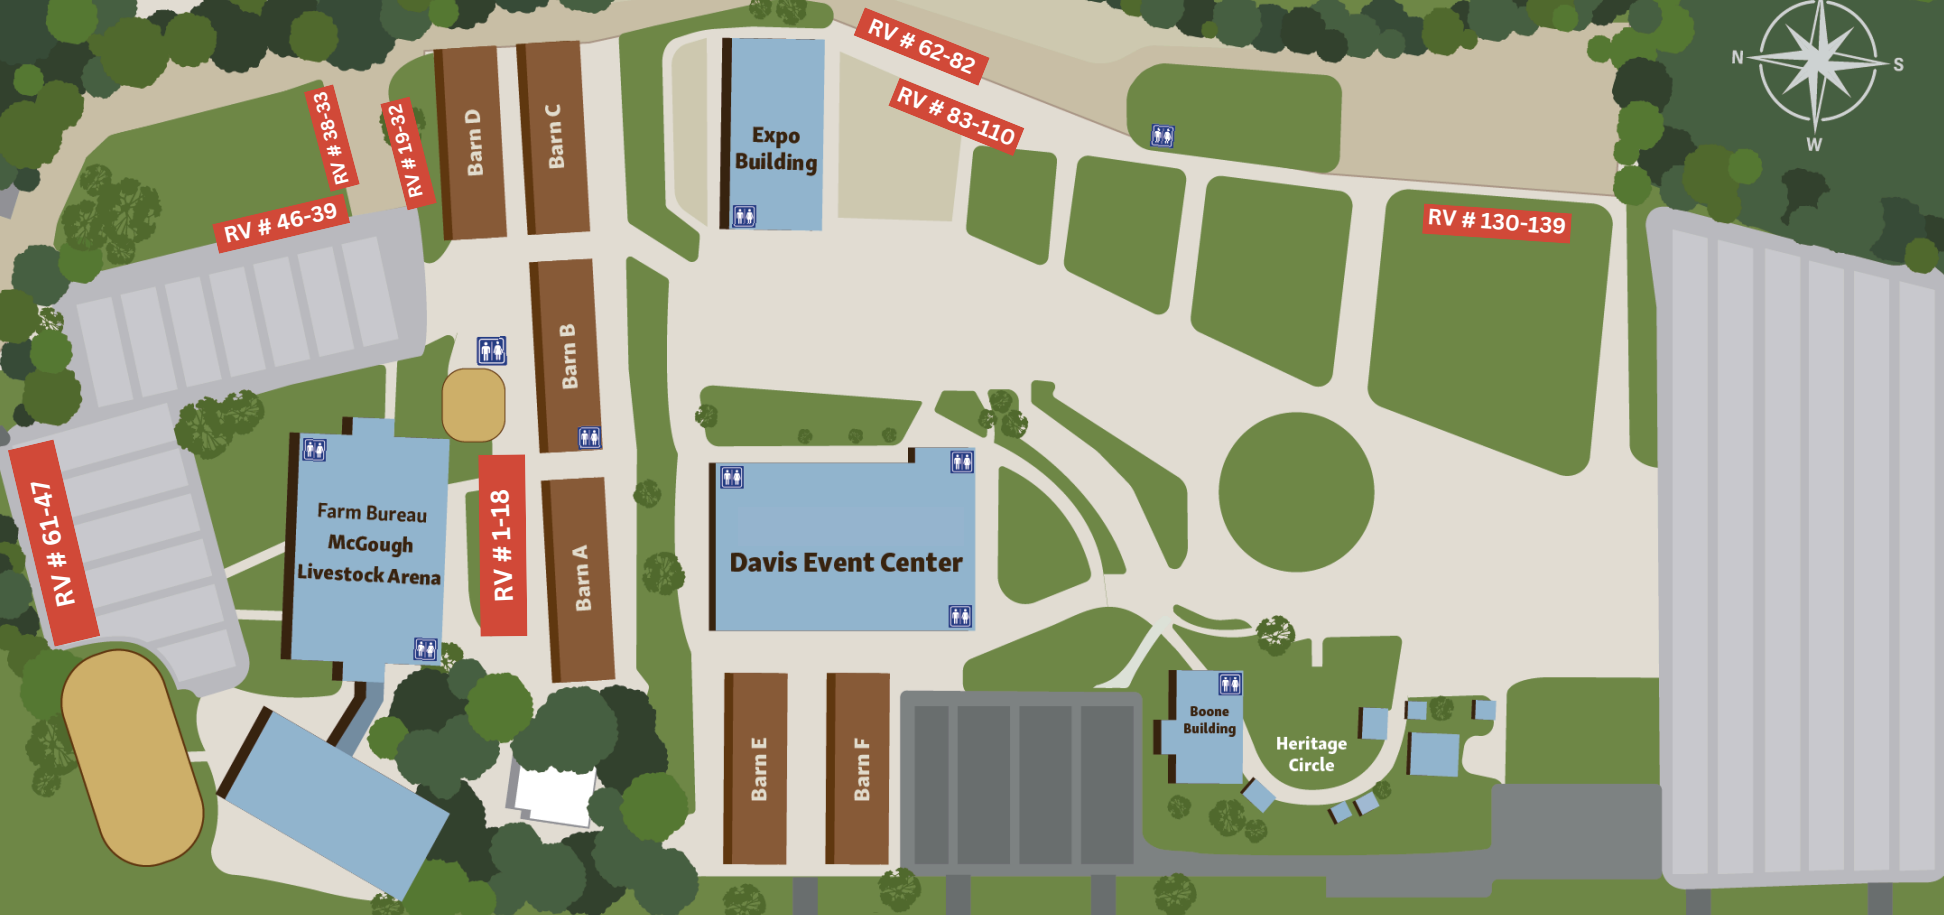 RV # 62-82
RV # 83-110
N
S
W
RV # 38-33
RV # 19-32
Barn D
Barn C
Expo
Building
RV # 46-39
RV # 130-139
Barn B
RV # 61-47
Farm Bureau
McGough
Livestock Arena
RV # 1-18
Barn A
Davis Event Center
Barn E
Barn F
Boone
Building
Heritage
Circle